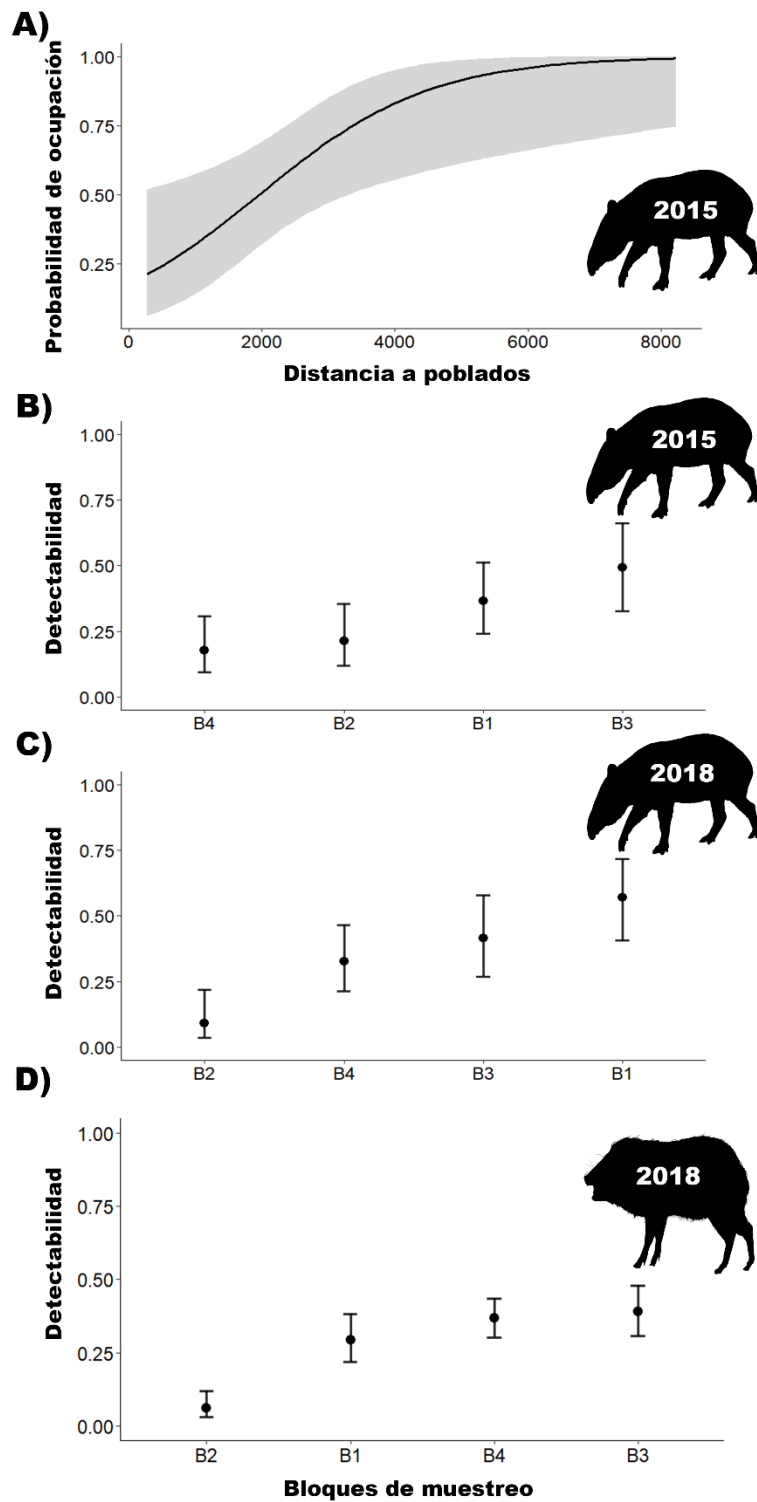 A)
Probabilidad de ocupación
1.00
0.75
0.50
0.25
2015
0 2000 4000 6000 8000
Distancia a poblados
B)
Detectabilidad
1.00
0.75
0.50
0.25
0.00
2015
B4 B2 B1 B3
C)
Detectabilidad
1.00
0.75
0.50
0.25
0.00
2018
B2 B4 B3 B1
D)
Detectabilidad
1.00
0.75
0.50
0.25
0.00
2018
B2 B1 B4 B3
Bloques de muestreo